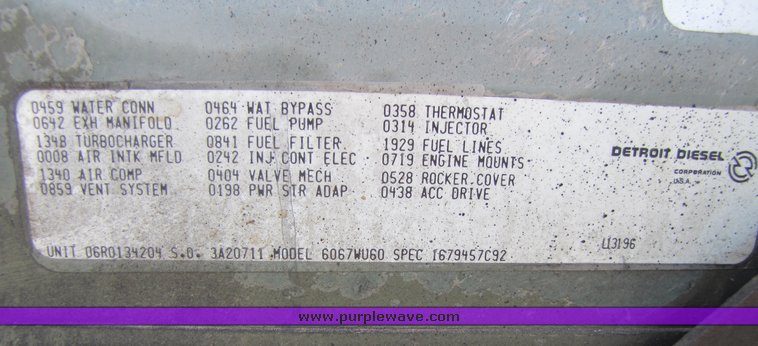 0459 WATER CONN 0464 WAT BYPASS 0358 THERMOSTAT
0642 EXH MANIFOLD 0262 FUEL PUMP 0314 INJECTOR
1348 TURBOCHARGER 0841 FUEL FILTER 1929 FUEL LINES
0008 AIR INTK MFLD 0242 INJ CONT ELEC 0719 ENGINE MOUNTS
1340 AIR COMP 0404 VALVE MECH 0528 ROCKER COVER
0859 VENT SYSTEM 0198 PWR STR ADAP 0438 ACC DRIVE
DETROIT DIESEL
CORPORATION
U.S.A.
UNIT 06R0134204 S.O. 3A20711 MODEL 6067WU60 SPEC 1679457C92
L13196
www.purplewave.com